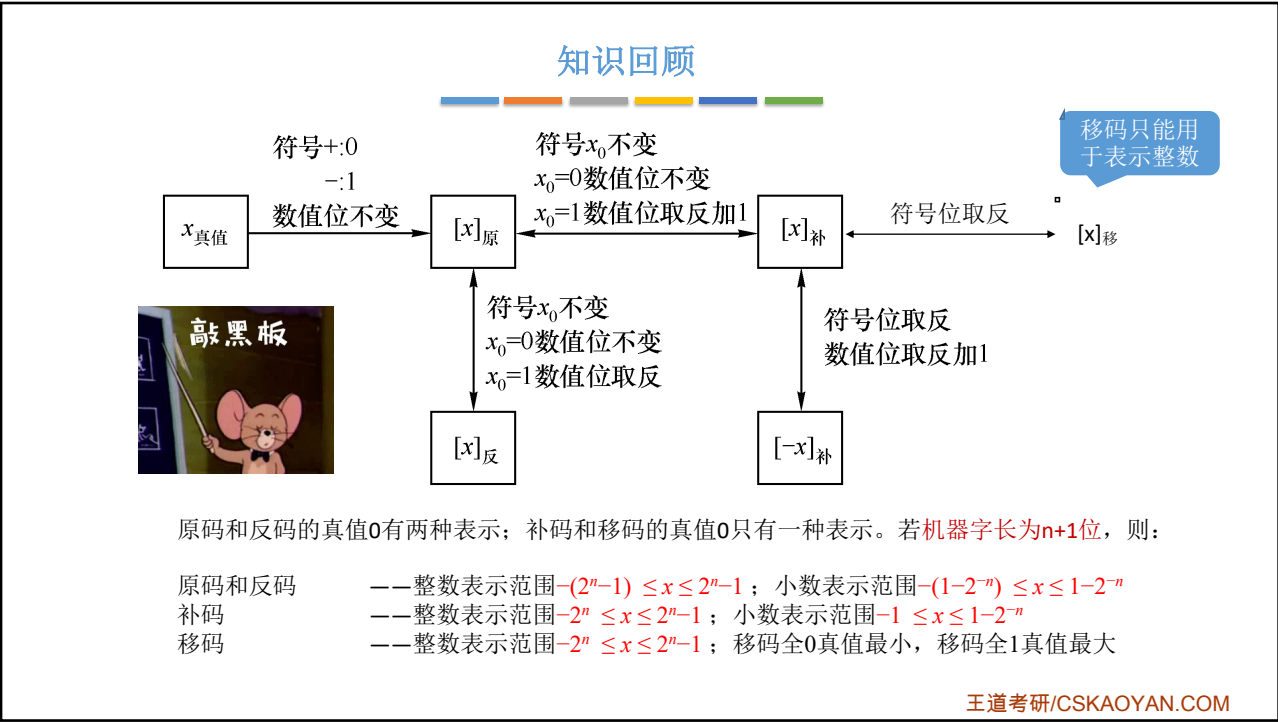 知识回顾
移码只能用
于表示整数
符号+:0
−:1
数值位不变
符号x₀不变
x₀=0数值位不变
x₀=1数值位取反加1
符号位取反
x真值
[x]原
[x]补
[x]移
敲黑板
符号x₀不变
x₀=0数值位不变
x₀=1数值位取反
符号位取反
数值位取反加1
[x]反
[−x]补
原码和反码的真值0有两种表示；补码和移码的真值0只有一种表示。若机器字长为n+1位，则：
原码和反码 ——整数表示范围−(2ⁿ−1) ≤ x ≤ 2ⁿ−1 ；小数表示范围−(1−2⁻ⁿ) ≤ x ≤ 1−2⁻ⁿ
补码 ——整数表示范围−2ⁿ ≤ x ≤ 2ⁿ−1 ；小数表示范围−1 ≤ x ≤ 1−2⁻ⁿ
移码 ——整数表示范围−2ⁿ ≤ x ≤ 2ⁿ−1 ；移码全0真值最小，移码全1真值最大
王道考研/CSKAOYAN.COM